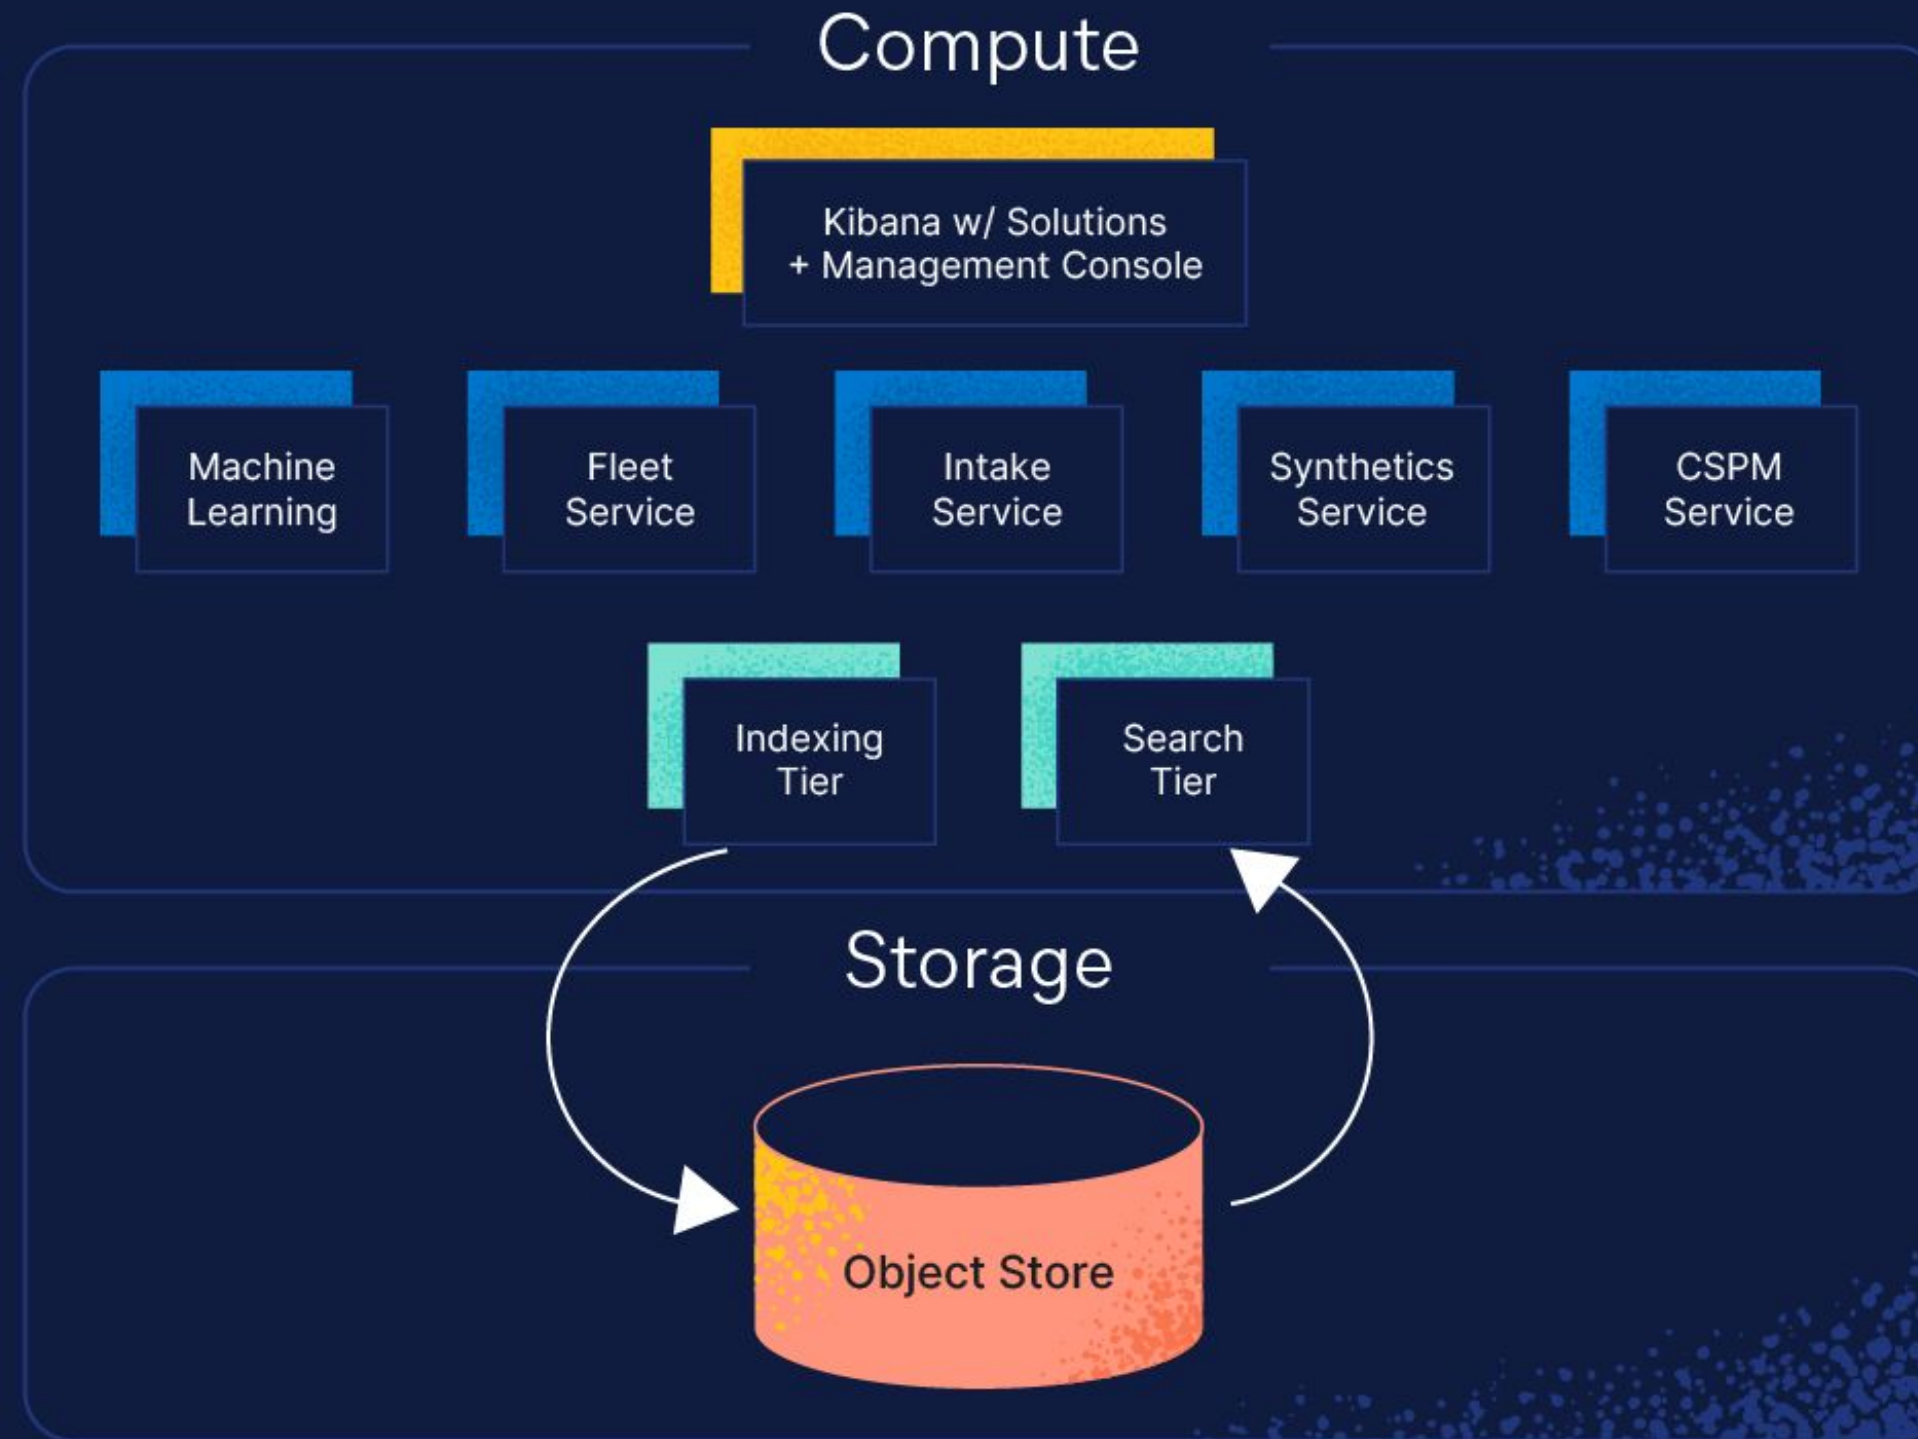 Compute
Kibana w/ Solutions
+ Management Console
Machine
Learning
Fleet
Service
Intake
Service
Synthetics
Service
CSPM
Service
Indexing
Tier
Search
Tier
Storage
Object Store